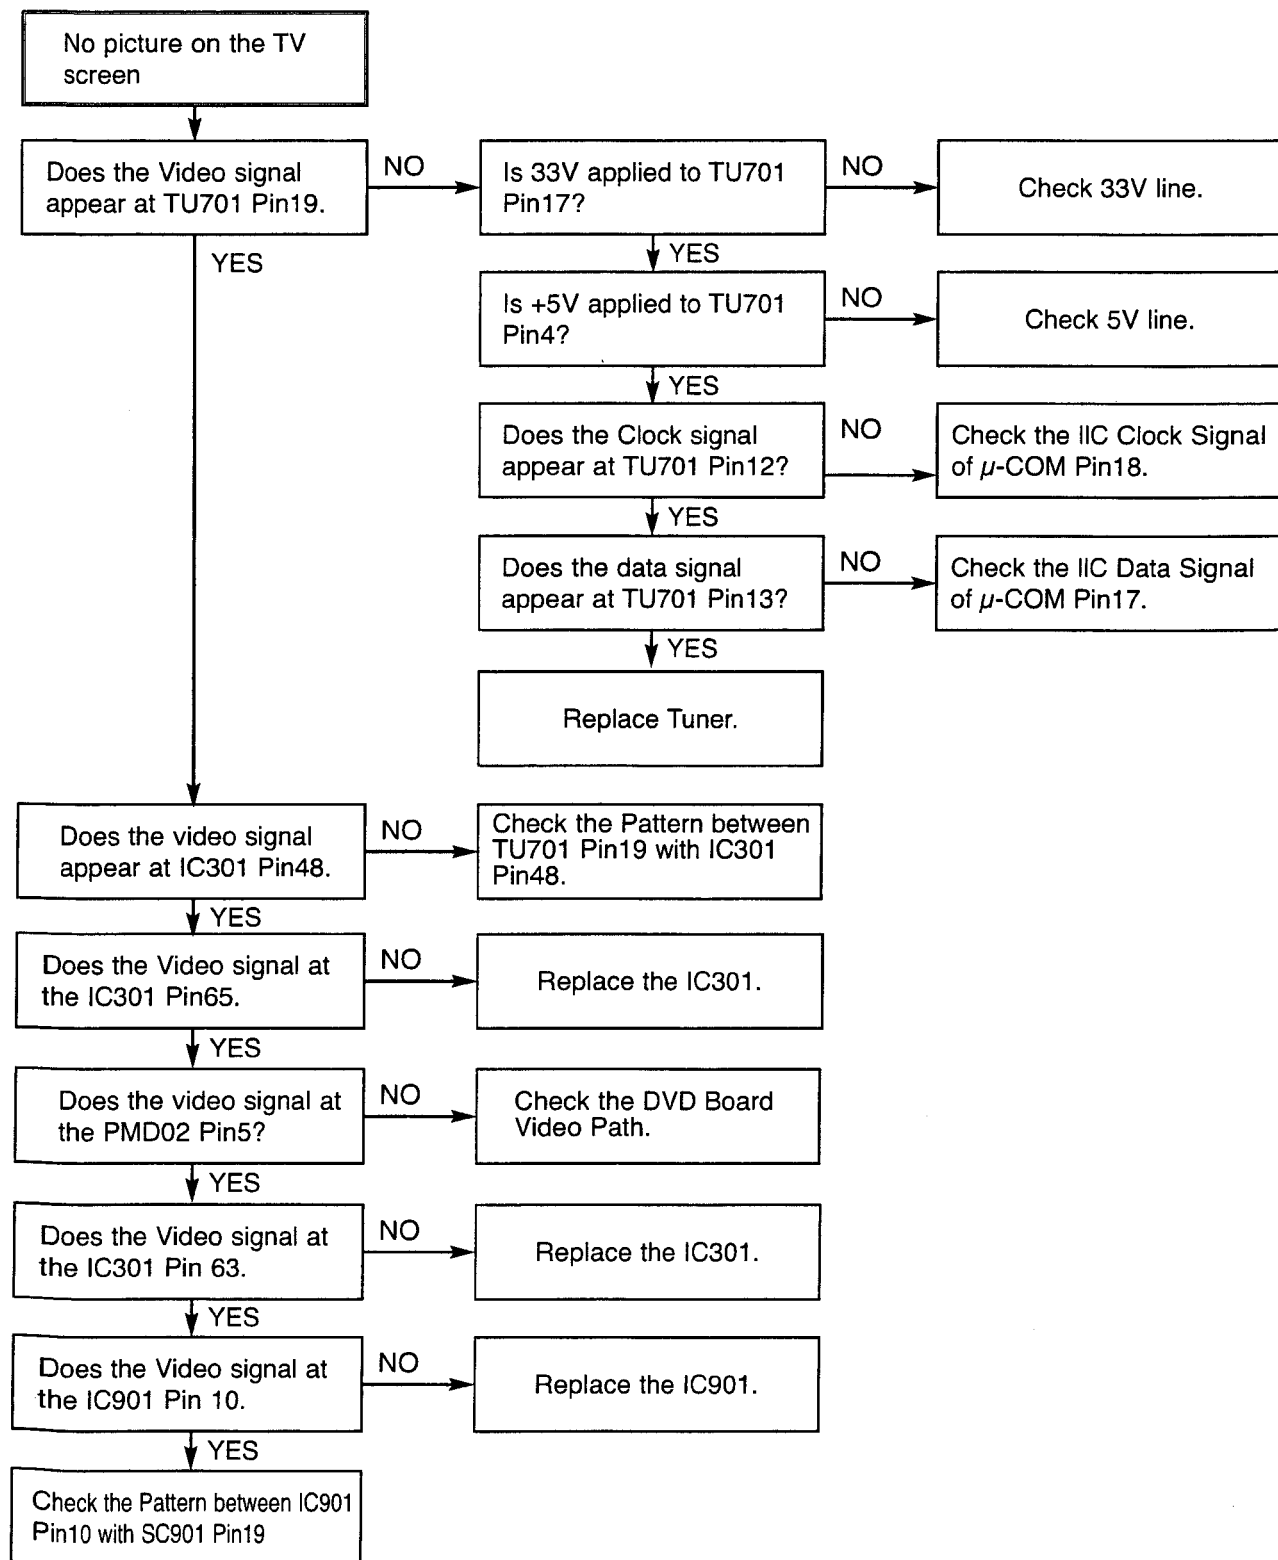 No picture on the TV
screen
Does the Video signal
appear at TU701 Pin19.
NO
Is 33V applied to TU701
Pin17?
NO
Check 33V line.
YES
YES
Is +5V applied to TU701
Pin4?
NO
Check 5V line.
YES
Does the Clock signal
appear at TU701 Pin12?
NO
Check the IIC Clock Signal
of μ-COM Pin18.
YES
Does the data signal
appear at TU701 Pin13?
NO
Check the IIC Data Signal
of μ-COM Pin17.
YES
Replace Tuner.
Does the video signal
appear at IC301 Pin48.
NO
Check the Pattern between
TU701 Pin19 with IC301
Pin48.
YES
Does the Video signal at
the IC301 Pin65.
NO
Replace the IC301.
YES
Does the video signal at
the PMD02 Pin5?
NO
Check the DVD Board
Video Path.
YES
Does the Video signal at
the IC301 Pin 63.
NO
Replace the IC301.
YES
Does the Video signal at
the IC901 Pin 10.
NO
Replace the IC901.
YES
Check the Pattern between IC901
Pin10 with SC901 Pin19